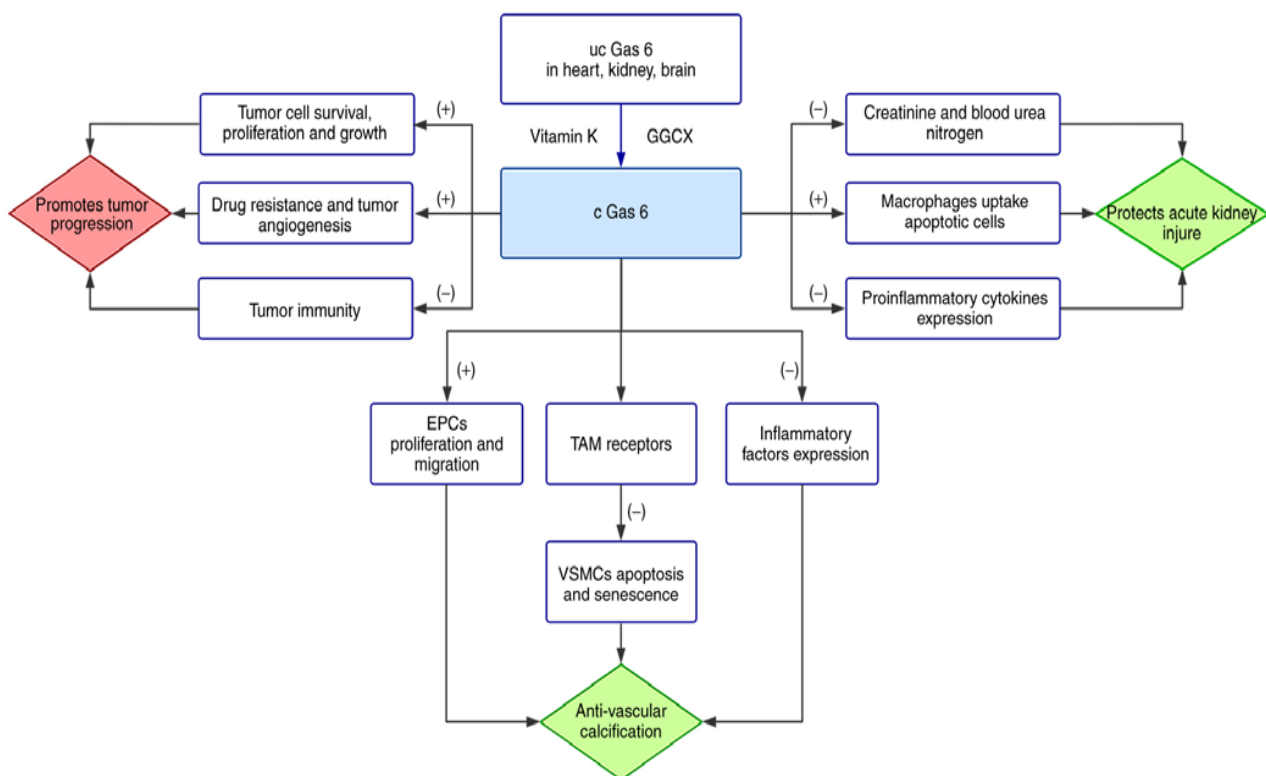 uc Gas 6
in heart, kidney, brain
Vitamin K
GGCX
c Gas 6
(+)
Tumor cell survival,
proliferation and growth
(+)
Drug resistance and tumor
angiogenesis
(−)
Tumor immunity
Promotes tumor
progression
(−)
Creatinine and blood urea
nitrogen
(+)
Macrophages uptake
apoptotic cells
(−)
Proinflammatory cytokines
expression
Protects acute kidney
injure
(+)
EPCs
proliferation and
migration
TAM receptors
(−)
Inflammatory
factors expression
(−)
VSMCs apoptosis
and senescence
Anti-vascular
calcification